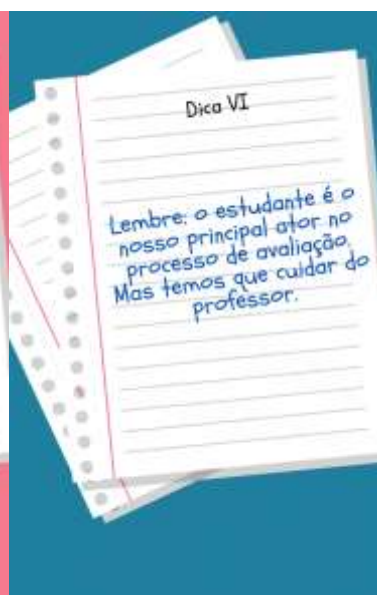 Dica VI
Lembre: o estudante é o
nosso principal ator no
processo de avaliação.
Mas temos que cuidar do
professor.